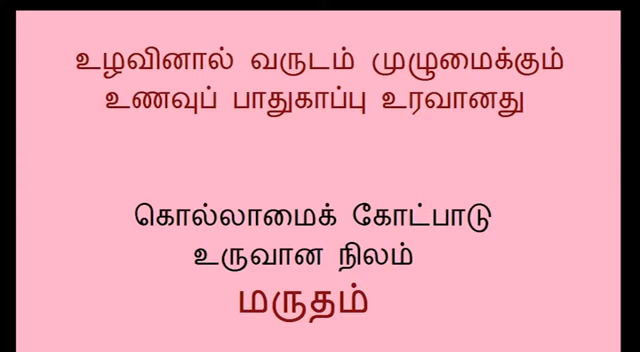 உழவினால் வருடம் முழுமைக்கும்
உணவுப் பாதுகாப்பு உரவானது
கொல்லாமைக் கோட்பாடு
உருவான நிலம்
மருதம்